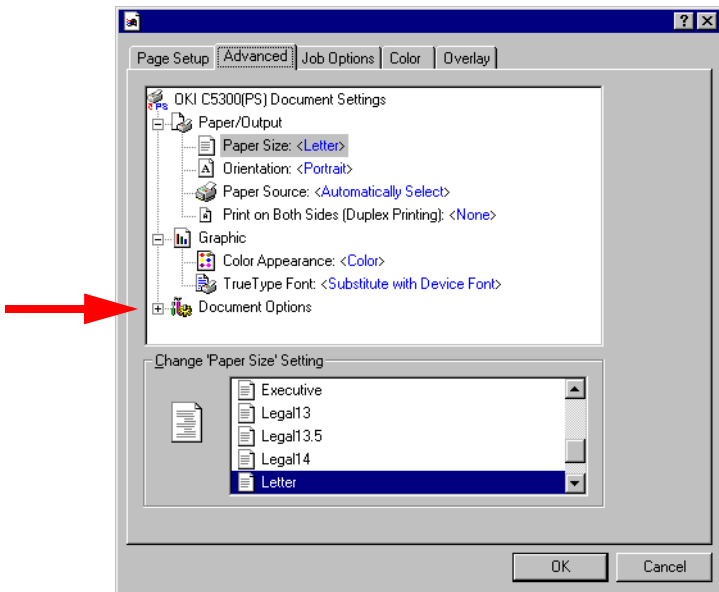 Page Setup Advanced Job Options Color Overlay
OKI C5300(PS) Document Settings
Paper/Output
Paper Size: <Letter>
Orientation: <Portrait>
Paper Source: <Automatically Select>
Print on Both Sides (Duplex Printing): <None>
Graphic
Color Appearance: <Color>
TrueType Font: <Substitute with Device Font>
Document Options
Change 'Paper Size' Setting
Executive
Legal13
Legal13.5
Legal14
Letter
OK Cancel